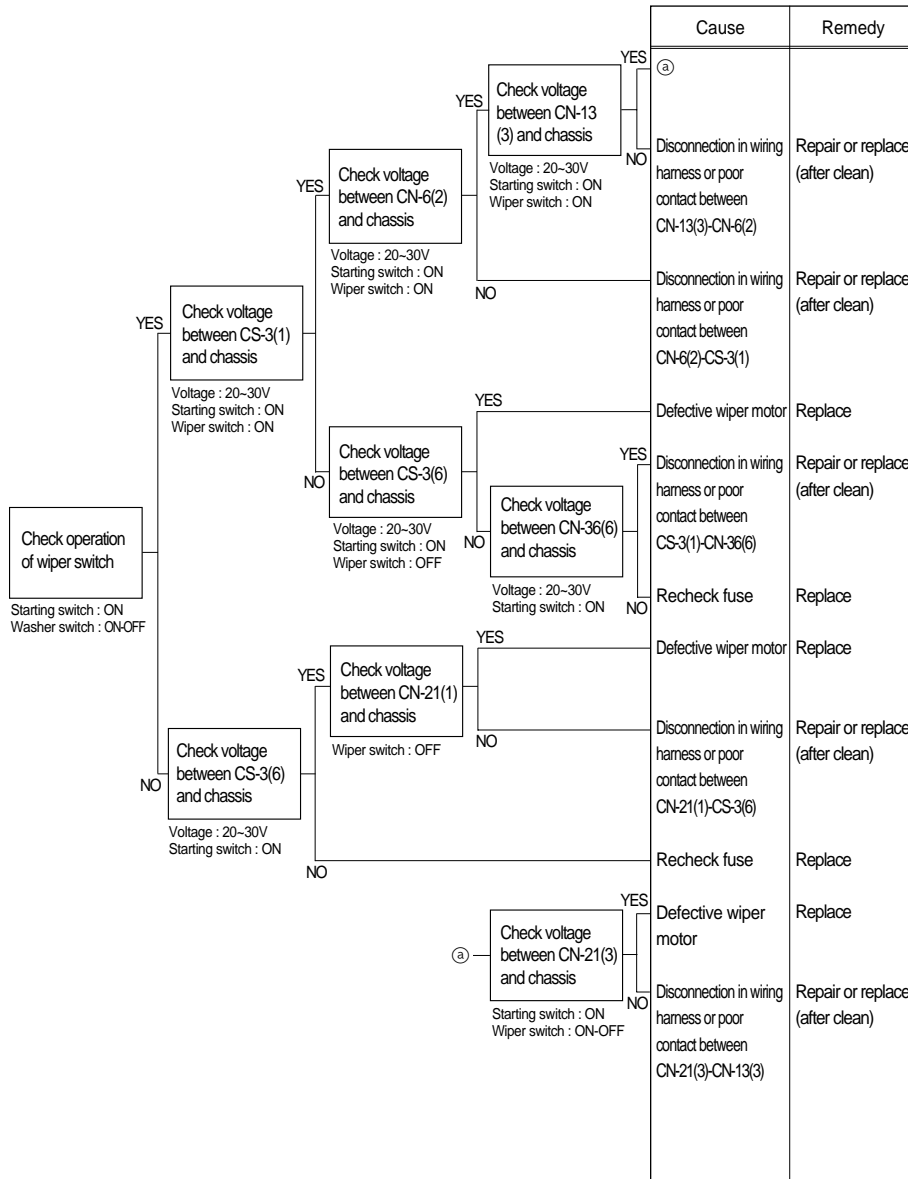 Cause
Remedy
YES
ⓐ
YES
Check voltage
between CN-13
(3) and chassis
NO
Disconnection in wiring
harness or poor
contact between
CN-13(3)-CN-6(2)
Repair or replace
(after clean)
Voltage : 20~30V
Starting switch : ON
Wiper switch : ON
YES
Check voltage
between CN-6(2)
and chassis
Voltage : 20~30V
Starting switch : ON
Wiper switch : ON
NO
Disconnection in wiring
harness or poor
contact between
CN-6(2)-CS-3(1)
Repair or replace
(after clean)
YES
Check voltage
between CS-3(1)
and chassis
Voltage : 20~30V
Starting switch : ON
Wiper switch : ON
YES
Defective wiper motor
Replace
NO
Check voltage
between CS-3(6)
and chassis
Voltage : 20~30V
Starting switch : ON
Wiper switch : OFF
YES
Disconnection in wiring
harness or poor
contact between
CS-3(1)-CN-36(6)
Repair or replace
(after clean)
NO
Check voltage
between CN-36(6)
and chassis
Voltage : 20~30V
Starting switch : ON
NO
Recheck fuse
Replace
Check operation
of wiper switch
Starting switch : ON
Washer switch : ON-OFF
YES
Defective wiper motor
Replace
YES
Check voltage
between CN-21(1)
and chassis
Wiper switch : OFF
NO
Disconnection in wiring
harness or poor
contact between
CN-21(1)-CS-3(6)
Repair or replace
(after clean)
NO
Check voltage
between CS-3(6)
and chassis
Voltage : 20~30V
Starting switch : ON
NO
Recheck fuse
Replace
YES
Defective wiper
motor
Replace
ⓐ
Check voltage
between CN-21(3)
and chassis
Starting switch : ON
Wiper switch : ON-OFF
NO
Disconnection in wiring
harness or poor
contact between
CN-21(3)-CN-13(3)
Repair or replace
(after clean)